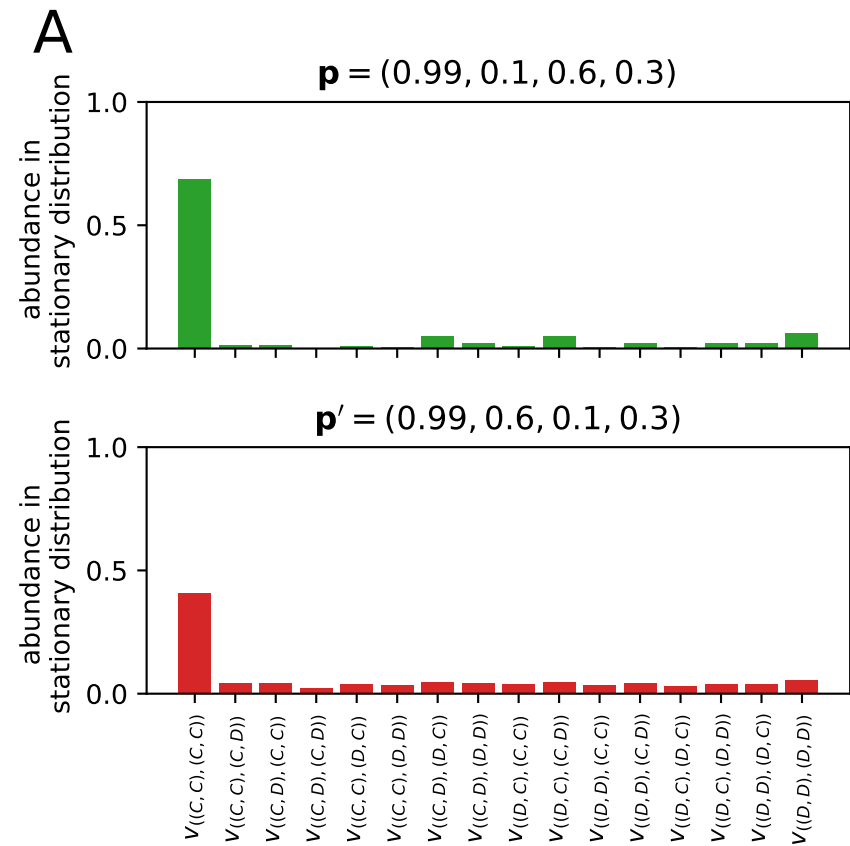 A
p = (0.99, 0.1, 0.6, 0.3)
abundance in
stationary distribution
1.0
0.5
0.0
p′ = (0.99, 0.6, 0.1, 0.3)
abundance in
stationary distribution
1.0
0.5
0.0
v((C, C), (C, C))
v((C, C), (C, D))
v((C, D), (C, C))
v((C, D), (C, D))
v((C, C), (D, C))
v((C, C), (D, D))
v((C, D), (D, C))
v((C, D), (D, D))
v((D, C), (C, C))
v((D, C), (C, D))
v((D, D), (C, C))
v((D, D), (C, D))
v((D, C), (D, C))
v((D, C), (D, D))
v((D, D), (D, C))
v((D, D), (D, D))